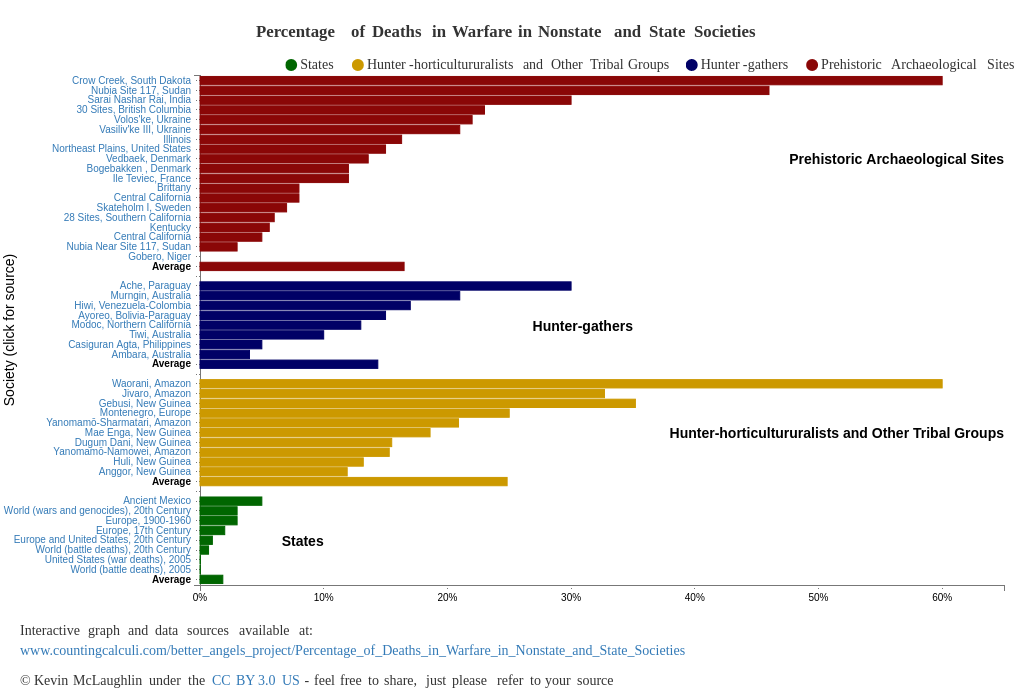 Percentage of Deaths in Warfare in Nonstate and State Societies
States Hunter-horticultururalists and Other Tribal Groups Hunter-gathers Prehistoric Archaeological Sites
Crow Creek, South Dakota
Nubia Site 117, Sudan
Sarai Nashar Rai, India
30 Sites, British Columbia
Volos'ke, Ukraine
Vasiliv'ke III, Ukraine
Illinois
Northeast Plains, United States
Vedbaek, Denmark
Bogebakken , Denmark
Ile Teviec, France
Brittany
Central California
Skateholm I, Sweden
28 Sites, Southern California
Kentucky
Central California
Nubia Near Site 117, Sudan
Gobero, Niger
Average
Prehistoric Archaeological Sites
Ache, Paraguay
Murngin, Australia
Hiwi, Venezuela-Colombia
Ayoreo, Bolivia-Paraguay
Modoc, Northern California
Tiwi, Australia
Casiguran Agta, Philippines
Ambara, Australia
Average
Hunter-gathers
Society (click for source)
Waorani, Amazon
Jivaro, Amazon
Gebusi, New Guinea
Montenegro, Europe
Yanomamö-Sharmatari, Amazon
Mae Enga, New Guinea
Dugum Dani, New Guinea
Yanomamö-Namowei, Amazon
Huli, New Guinea
Anggor, New Guinea
Average
Hunter-horticultururalists and Other Tribal Groups
Ancient Mexico
World (wars and genocides), 20th Century
Europe, 1900-1960
Europe, 17th Century
Europe and United States, 20th Century
World (battle deaths), 20th Century
United States (war deaths), 2005
World (battle deaths), 2005
Average
States
0% 10% 20% 30% 40% 50% 60%
Interactive graph and data sources available at:
www.countingcalculi.com/better_angels_project/Percentage_of_Deaths_in_Warfare_in_Nonstate_and_State_Societies
© Kevin McLaughlin under the CC BY 3.0 US - feel free to share, just please refer to your source